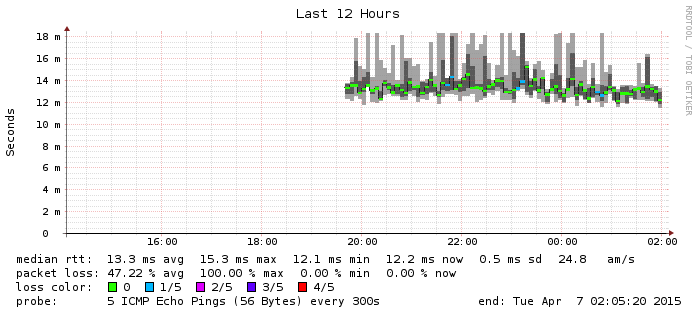 Last 12 Hours
RRDTOOL / TOBI OETIKER
Seconds
18 m
16 m
14 m
12 m
10 m
8 m
6 m
4 m
2 m
0
16:00 18:00 20:00 22:00 00:00 02:00
median rtt: 13.3 ms avg 15.3 ms max 12.1 ms min 12.2 ms now 0.5 ms sd 24.8 am/s
packet loss: 47.22 % avg 100.00 % max 0.00 % min 0.00 % now
loss color: 0 1/5 2/5 3/5 4/5
probe: 5 ICMP Echo Pings (56 Bytes) every 300s end: Tue Apr 7 02:05:20 2015